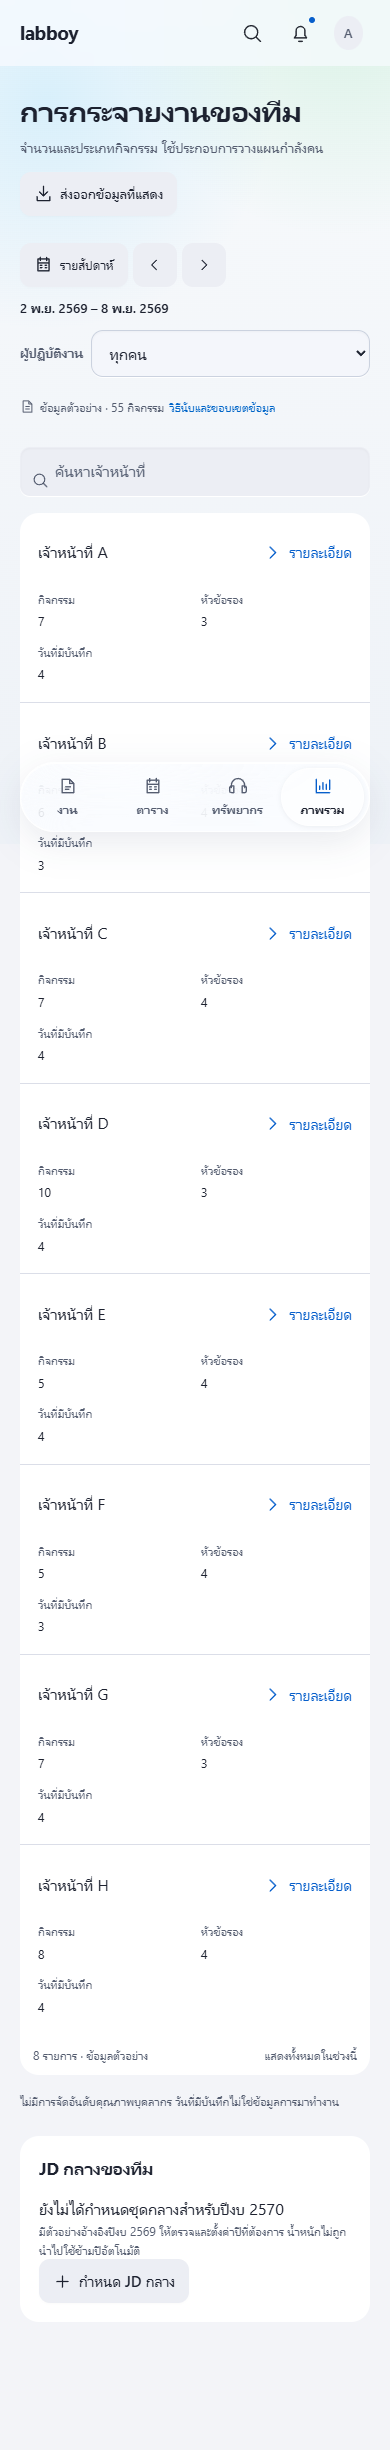 labboy
A
การกระจายงานของทีม
จำนวนและประเภทกิจกรรม ใช้ประกอบการวางแผนกำลังคน
ส่งออกข้อมูลที่แสดง
รายสัปดาห์
2 พ.ย. 2569 – 8 พ.ย. 2569
ผู้ปฏิบัติงาน ทุกคน
ข้อมูลตัวอย่าง · 55 กิจกรรม วิธีนับและขอบเขตข้อมูล
ค้นหาเจ้าหน้าที่
เจ้าหน้าที่ A รายละเอียด
กิจกรรม หัวข้อรอง
7 3
วันที่มีบันทึก
4
เจ้าหน้าที่ B รายละเอียด
งาน ตาราง ทรัพยากร ภาพรวม
วันที่มีบันทึก
3
เจ้าหน้าที่ C รายละเอียด
กิจกรรม หัวข้อรอง
7 4
วันที่มีบันทึก
4
เจ้าหน้าที่ D รายละเอียด
กิจกรรม หัวข้อรอง
10 3
วันที่มีบันทึก
4
เจ้าหน้าที่ E รายละเอียด
กิจกรรม หัวข้อรอง
5 4
วันที่มีบันทึก
4
เจ้าหน้าที่ F รายละเอียด
กิจกรรม หัวข้อรอง
5 4
วันที่มีบันทึก
3
เจ้าหน้าที่ G รายละเอียด
กิจกรรม หัวข้อรอง
7 3
วันที่มีบันทึก
4
เจ้าหน้าที่ H รายละเอียด
กิจกรรม หัวข้อรอง
8 4
วันที่มีบันทึก
4
8 รายการ · ข้อมูลตัวอย่าง แสดงทั้งหมดในช่วงนี้
ไม่มีการจัดอันดับคุณภาพบุคลากร วันที่มีบันทึกไม่ใช่ข้อมูลการมาทำงาน
JD กลางของทีม
ยังไม่ได้กำหนดชุดกลางสำหรับปีงบ 2570
มีตัวอย่างอ้างอิงปีงบ 2569 ให้ตรวจและตั้งค่าปีที่ต้องการ น้ำหนักไม่ถูก
นำไปใช้ข้ามปีอัตโนมัติ
กำหนด JD กลาง